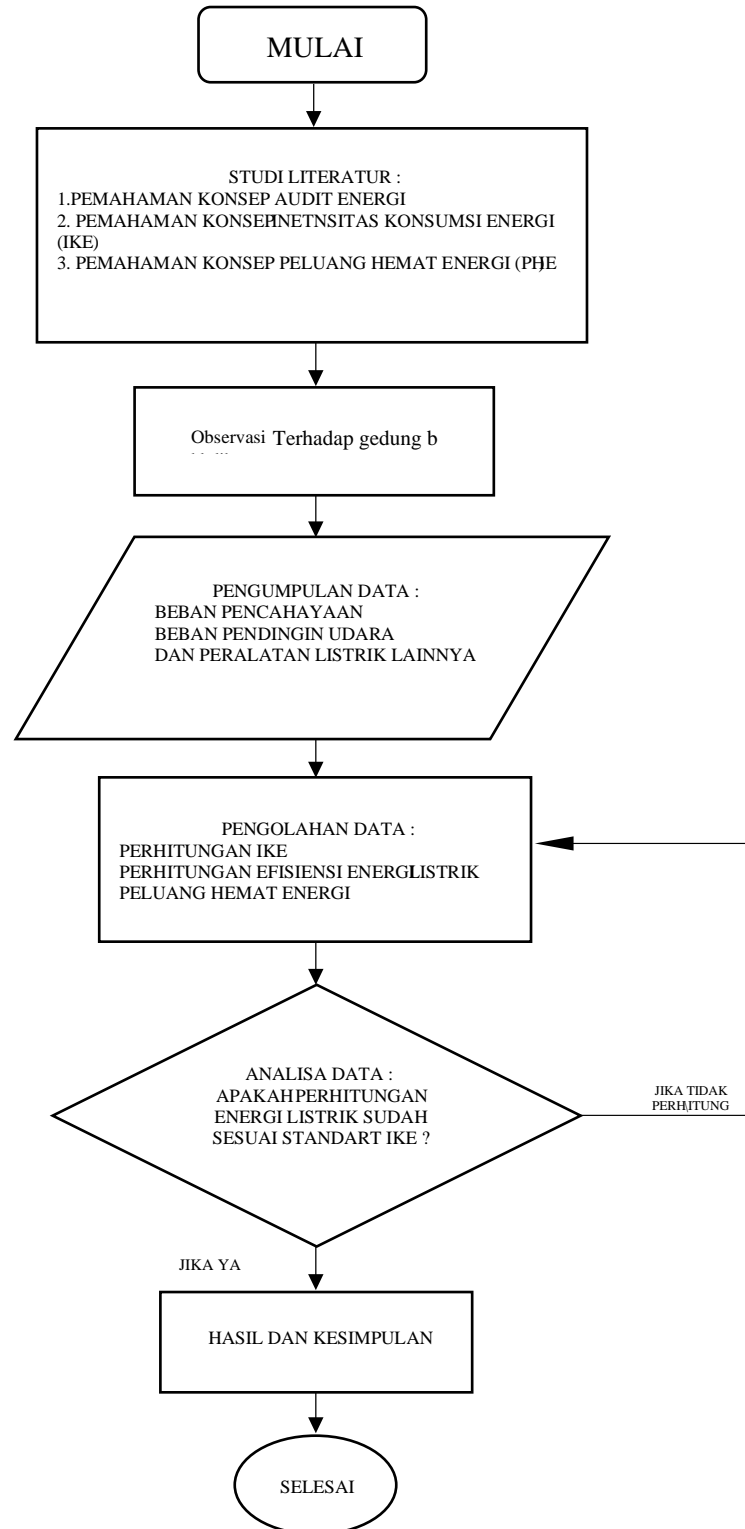 MULAI
STUDI LITERATUR :
1.PEMAHAMAN KONSEP AUDIT ENERGI
2. PEMAHAMAN KONSEPINETNSITAS KONSUMSI ENERGI
(IKE)
3. PEMAHAMAN KONSEP PELUANG HEMAT ENERGI (PHE
Observasi Terhadap gedung b
PENGUMPULAN DATA :
BEBAN PENCAHAYAAN
BEBAN PENDINGIN UDARA
DAN PERALATAN LISTRIK LAINNYA
PENGOLAHAN DATA :
PERHITUNGAN IKE
PERHITUNGAN EFISIENSI ENERGILISTRIK
PELUANG HEMAT ENERGI
ANALISA DATA :
APAKAHPERHITUNGAN
ENERGI LISTRIK SUDAH
SESUAI STANDART IKE ?
JIKA TIDAK
PERHITUNG
JIKA YA
HASIL DAN KESIMPULAN
SELESAI